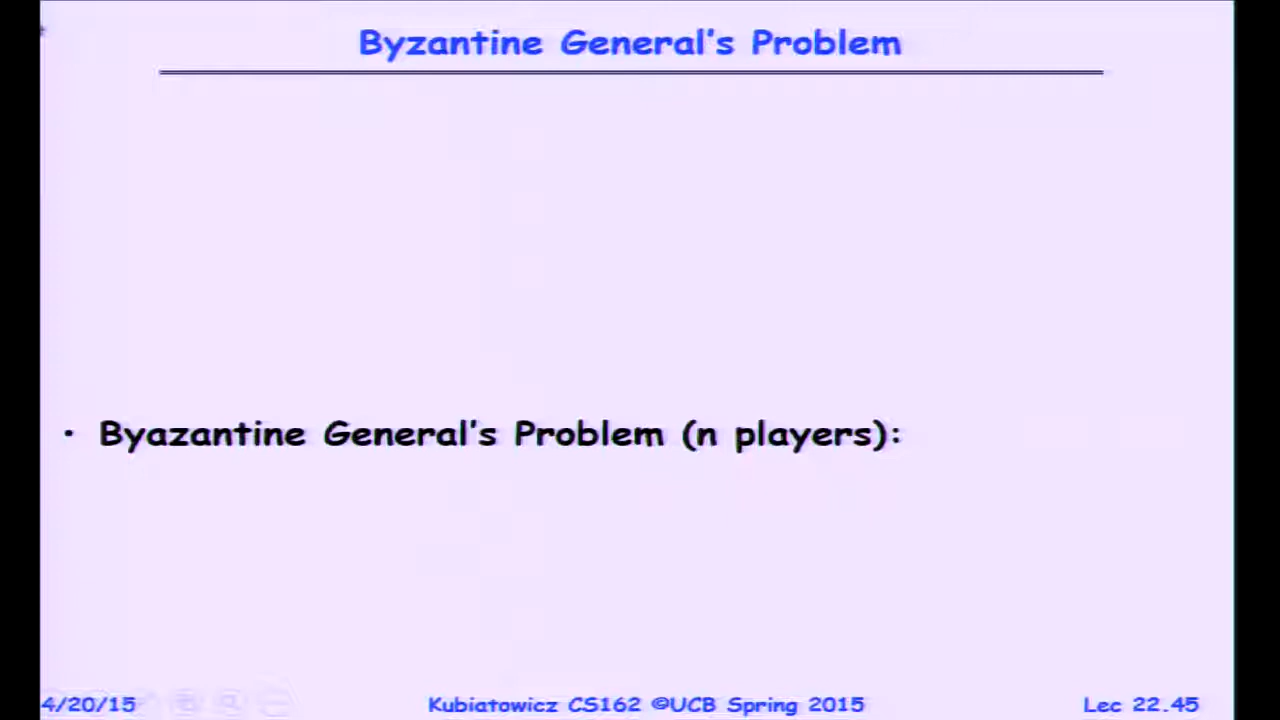 Byzantine General's Problem
• Byazantine General's Problem (n players):
4/20/15
Kubiatowicz CS162 ©UCB Spring 2015
Lec 22.45